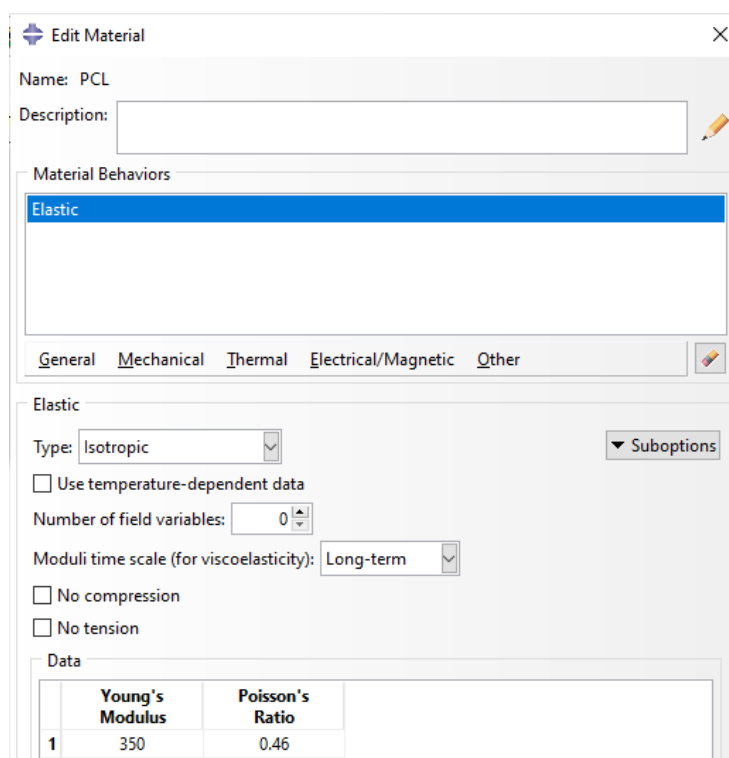 Edit Material
Name: PCL
Description:
Material Behaviors
Elastic
General Mechanical Thermal Electrical/Magnetic Other
Elastic
Type: Isotropic
Suboptions
Use temperature-dependent data
Number of field variables: 0
Moduli time scale (for viscoelasticity): Long-term
No compression
No tension
Data
Young's Poisson's
Modulus Ratio
1 350 0.46